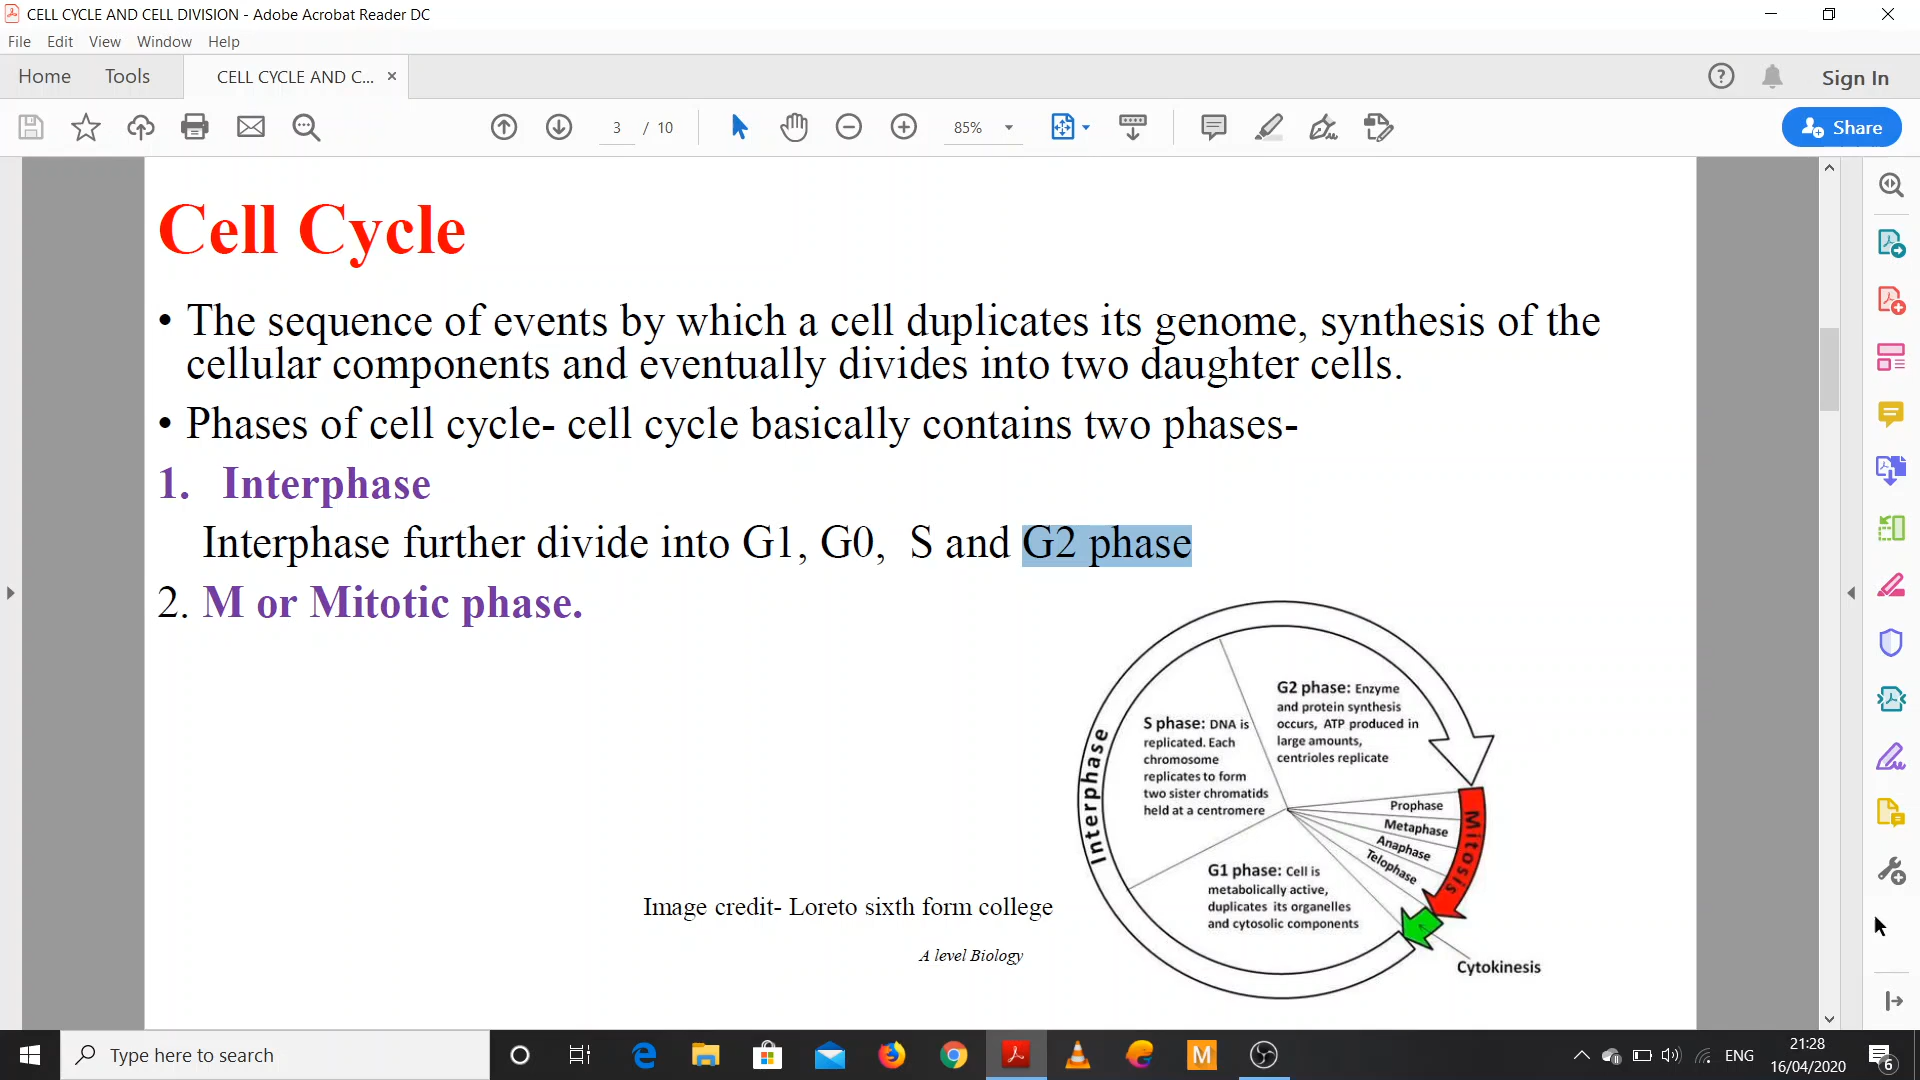 CELL CYCLE AND CELL DIVISION - Adobe Acrobat Reader DC
File Edit View Window Help
Home Tools CELL CYCLE AND C... × Sign In
3 / 10 85% Share
Cell Cycle
• The sequence of events by which a cell duplicates its genome, synthesis of the
cellular components and eventually divides into two daughter cells.
• Phases of cell cycle- cell cycle basically contains two phases-
1. Interphase
Interphase further divide into G1, G0, S and G2 phase
2. M or Mitotic phase.
Interphase
S phase: DNA is
replicated. Each
chromosome
replicates to form
two sister chromatids
held at a centromere
G2 phase: Enzyme
and protein synthesis
occurs, ATP produced in
large amounts,
centrioles replicate
Prophase
Metaphase
Anaphase
Telophase
Mitosis
G1 phase: Cell is
metabolically active,
duplicates its organelles
and cytosolic components
Cytokinesis
Image credit- Loreto sixth form college
A level Biology
Type here to search
ENG
21:28
16/04/2020
6